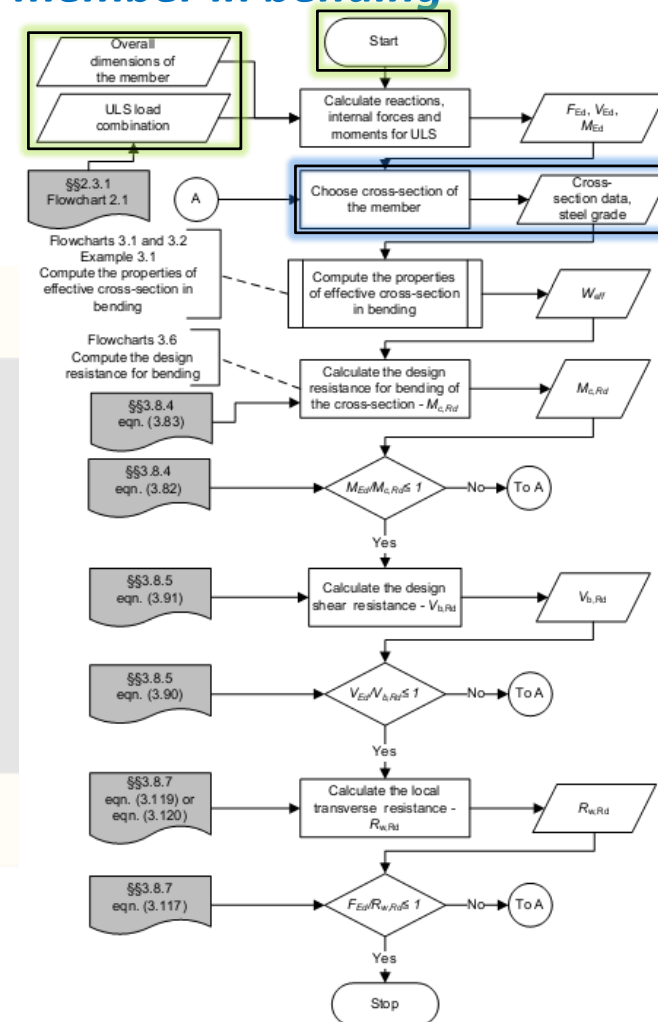 member in bending
Start
Overall
dimensions of
the member
ULS load
combination
Calculate reactions,
internal forces and
moments for ULS
FEd, VEd,
MEd
§§2.3.1
Flowchart 2.1
A
Choose cross-section of
the member
Cross-
section data,
steel grade
Flowcharts 3.1 and 3.2
Example 3.1
Compute the properties of
effective cross-section in
bending
Compute the properties
of effective cross-section
in bending
Weff
Flowcharts 3.6
Compute the design
resistance for bending
Calculate the design
resistance for bending of
the cross-section - Mc,Rd
Mc,Rd
§§3.8.4
eqn. (3.83)
§§3.8.4
eqn. (3.82)
MEd/Mc,Rd≤ 1
No
To A
Yes
§§3.8.5
eqn. (3.91)
Calculate the design
shear resistance - Vb,Rd
Vb,Rd
§§3.8.5
eqn. (3.90)
VEd/Vb,Rd≤ 1
No
To A
Yes
§§3.8.7
eqn. (3.119) or
eqn. (3.120)
Calculate the local
transverse resistance -
Rw,Rd
Rw,Rd
§§3.8.7
eqn. (3.117)
FEd/Rw,Rd≤ 1
No
To A
Yes
Stop